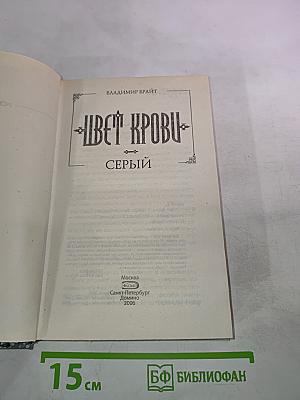 ВЛАДИМИР БРАЙТ
ЦВЕТ КРОВИ
СЕРЫЙ
Москва
Санкт-Петербург
Домино
2006
15 см
БФ БИБЛИОФАН